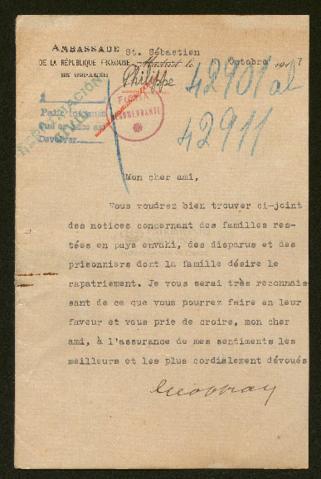 AMBASSADE
DE LA RÉPUBLIQUE FRANÇAISE
EN ESPAGNE
St. Sébastien
Octobre 1917
Philippe
42901 al
42911
Mon cher ami,
Vous voudrez bien trouver ci-joint
des notices concernant des familles res-
tées en pays envahi, des disparus et des
prisonniers dont la famille désire le
rapatriement. Je vous serai très reconnais-
sant de ce que vous pourrez faire en leur
faveur et vous prie de croire, mon cher
ami, à l'assurance de mes sentiments les
meilleurs et les plus cordialement dévoués